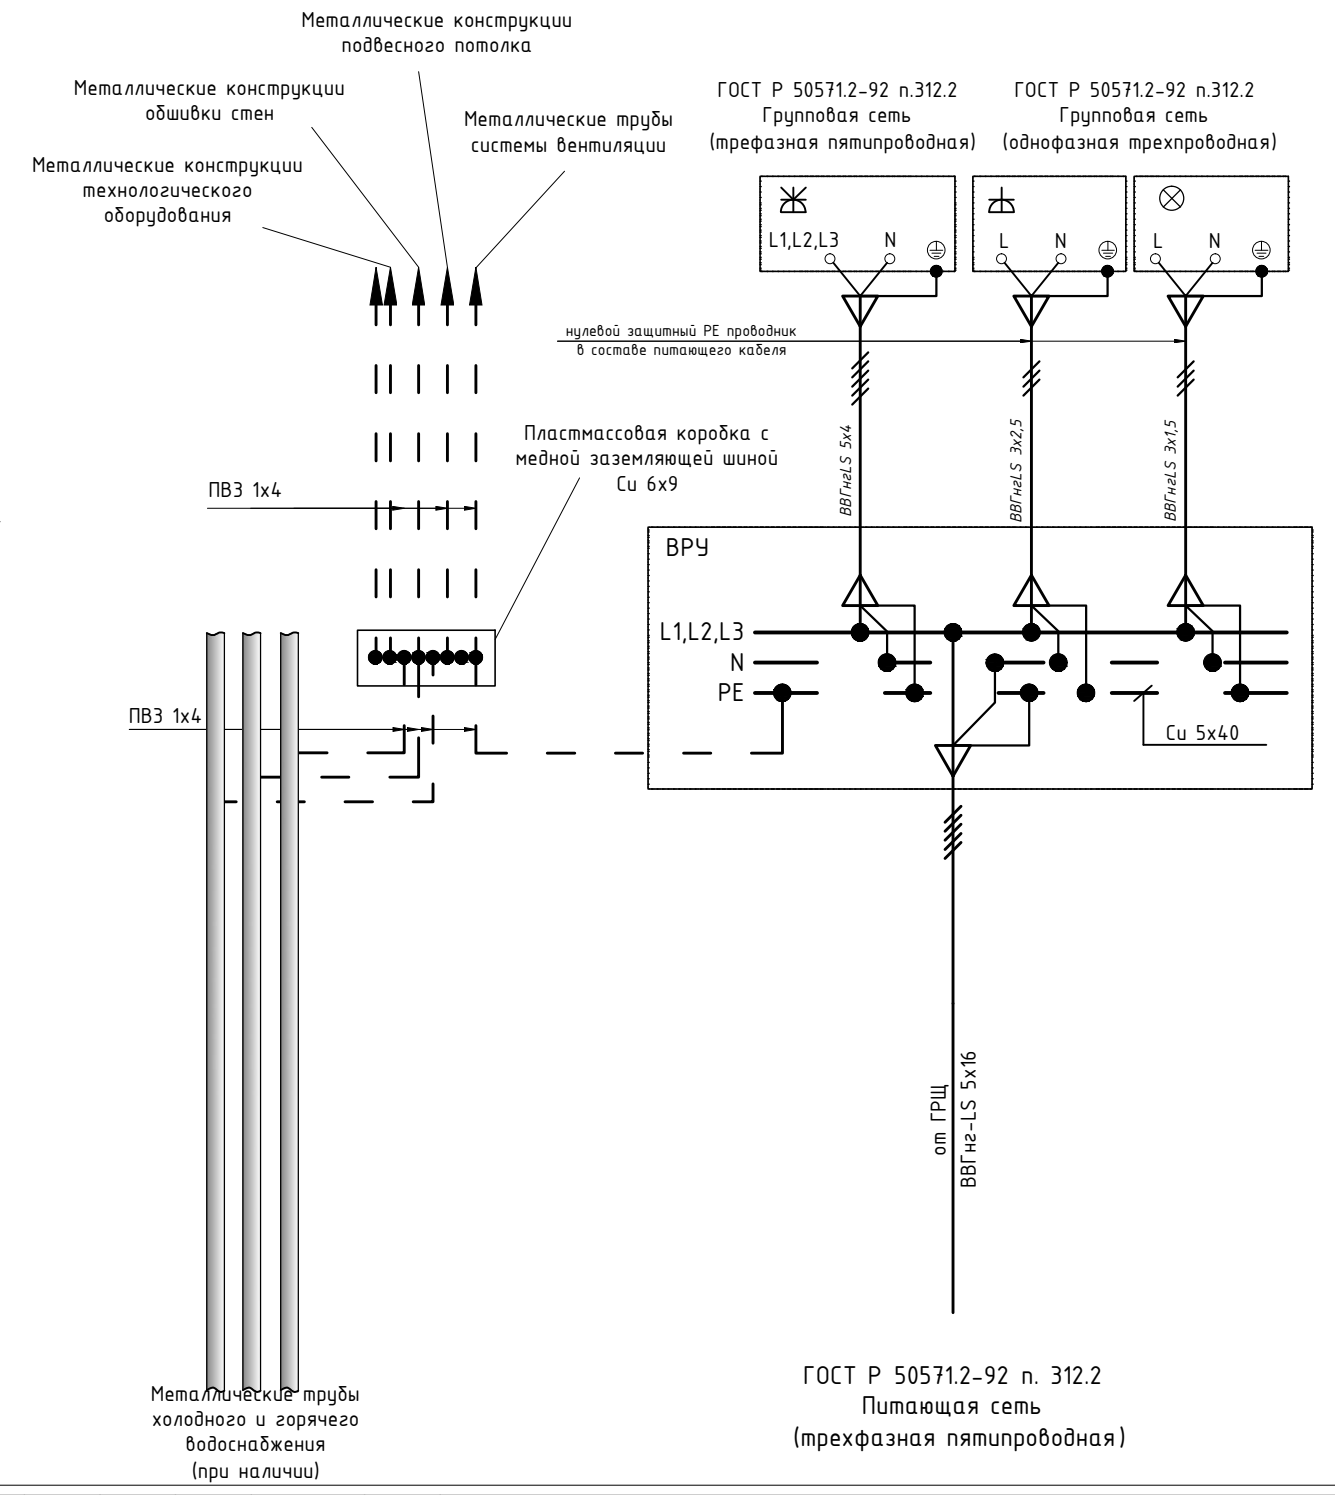 Металлические конструкции
подвесного потолка
Металлические конструкции
обшивки стен
Металлические трубы
системы вентиляции
Металлические конструкции
технологического
оборудования
ГОСТ Р 50571.2-92 п.312.2
Групповая сеть
(трефазная пятипроводная)
ГОСТ Р 50571.2-92 п.312.2
Групповая сеть
(однофазная трехпроводная)
L1,L2,L3 N
L N
L N
нулевой защитный РЕ проводник
в составе питающего кабеля
ВВГнгLS 5х4
ВВГнгLS 3х2,5
ВВГнгLS 3х1,5
Пластмассовая коробка с
медной заземляющей шиной
Cu 6х9
ПВ3 1х4
ВРУ
L1,L2,L3
N
PE
Cu 5х40
ПВ3 1х4
от ГРЩ
ВВГнг-LS 5х16
Металлические трубы
холодного и горячего
водоснабжения
(при наличии)
ГОСТ Р 50571.2-92 п. 312.2
Питающая сеть
(трехфазная пятипроводная)